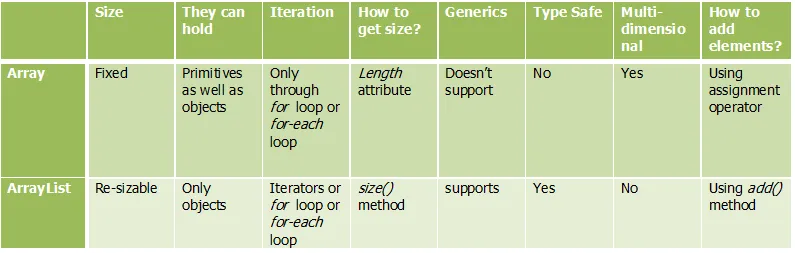 Size They can hold Iteration How to get size? Generics Type Safe Multi-dimensio nal How to add elements?
Array Fixed Primitives as well as objects Only through for loop or for-each loop Length attribute Doesn't support No Yes Using assignment operator
ArrayList Re-sizable Only objects Iterators or for loop or for-each loop size() method supports Yes No Using add() method